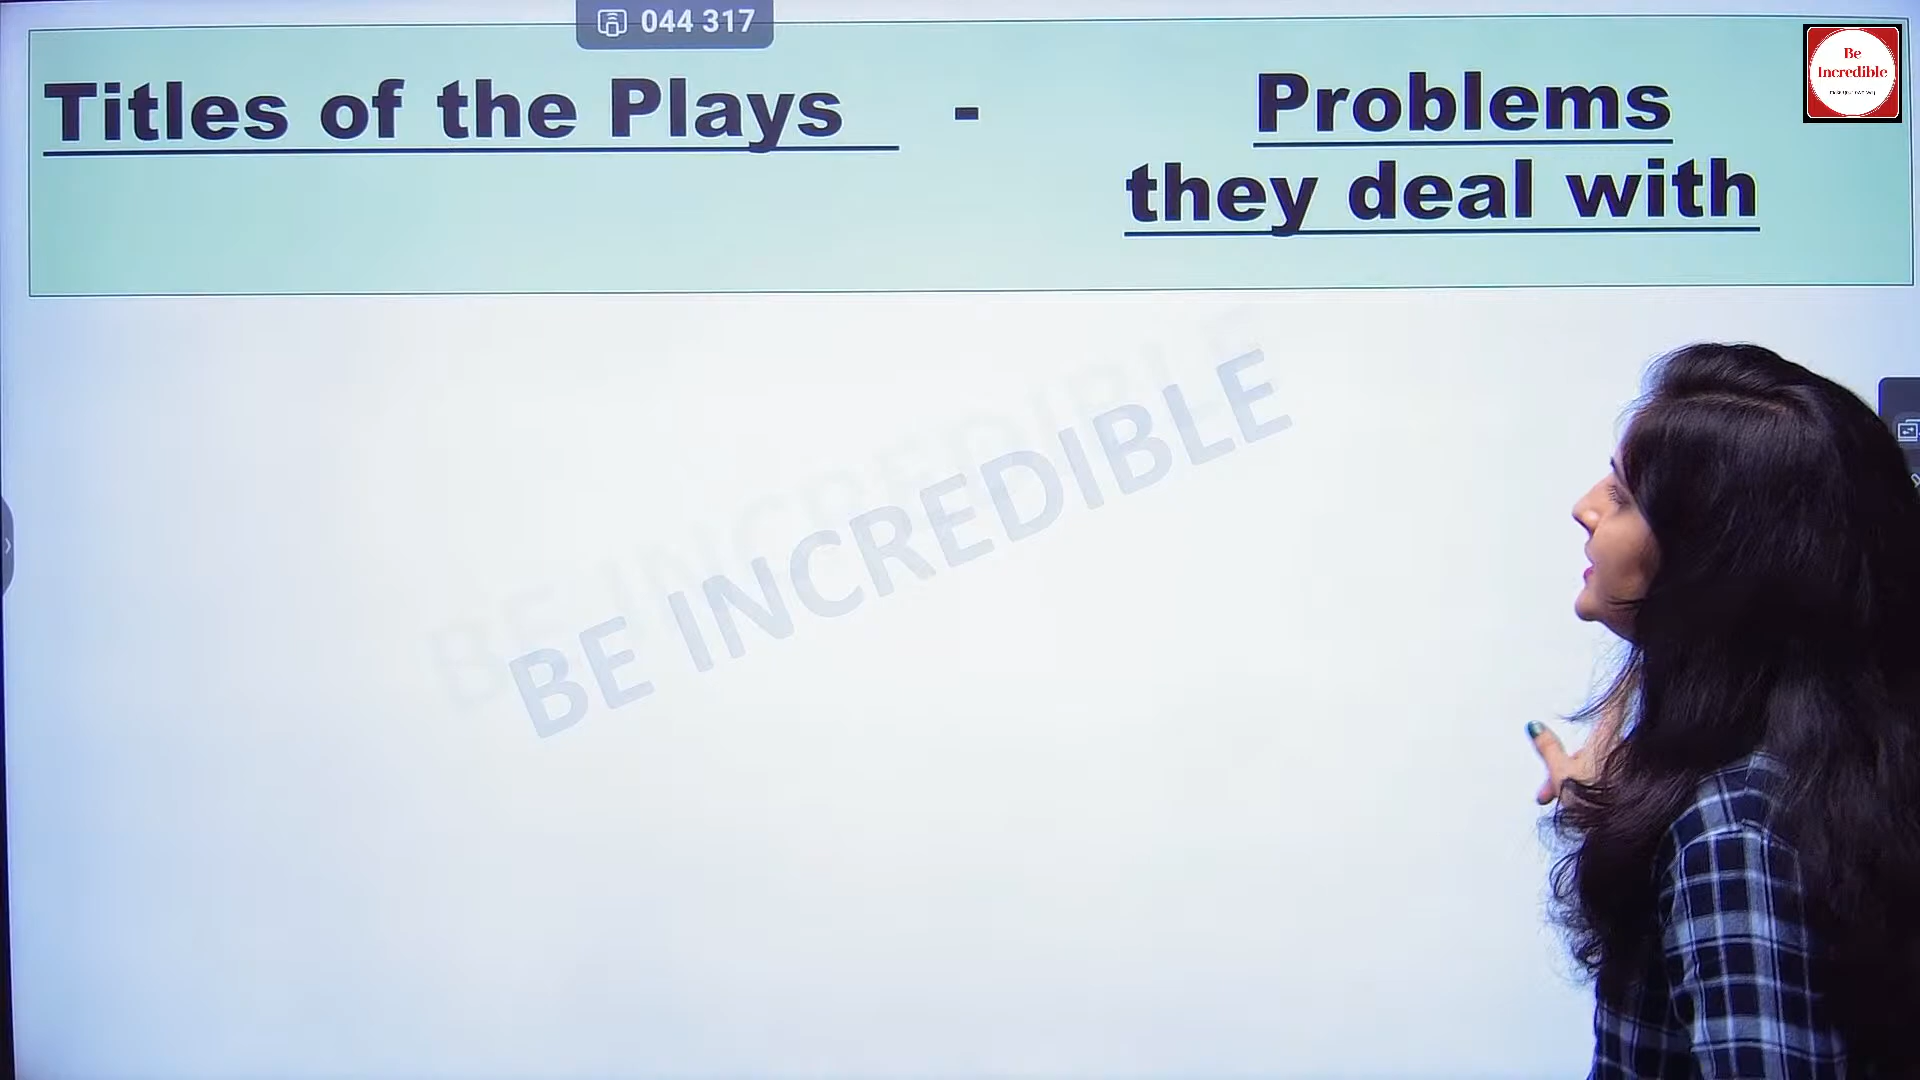 044 317
Titles of the Plays - Problems
they deal with
Be
Incredible
BE INCREDIBLE